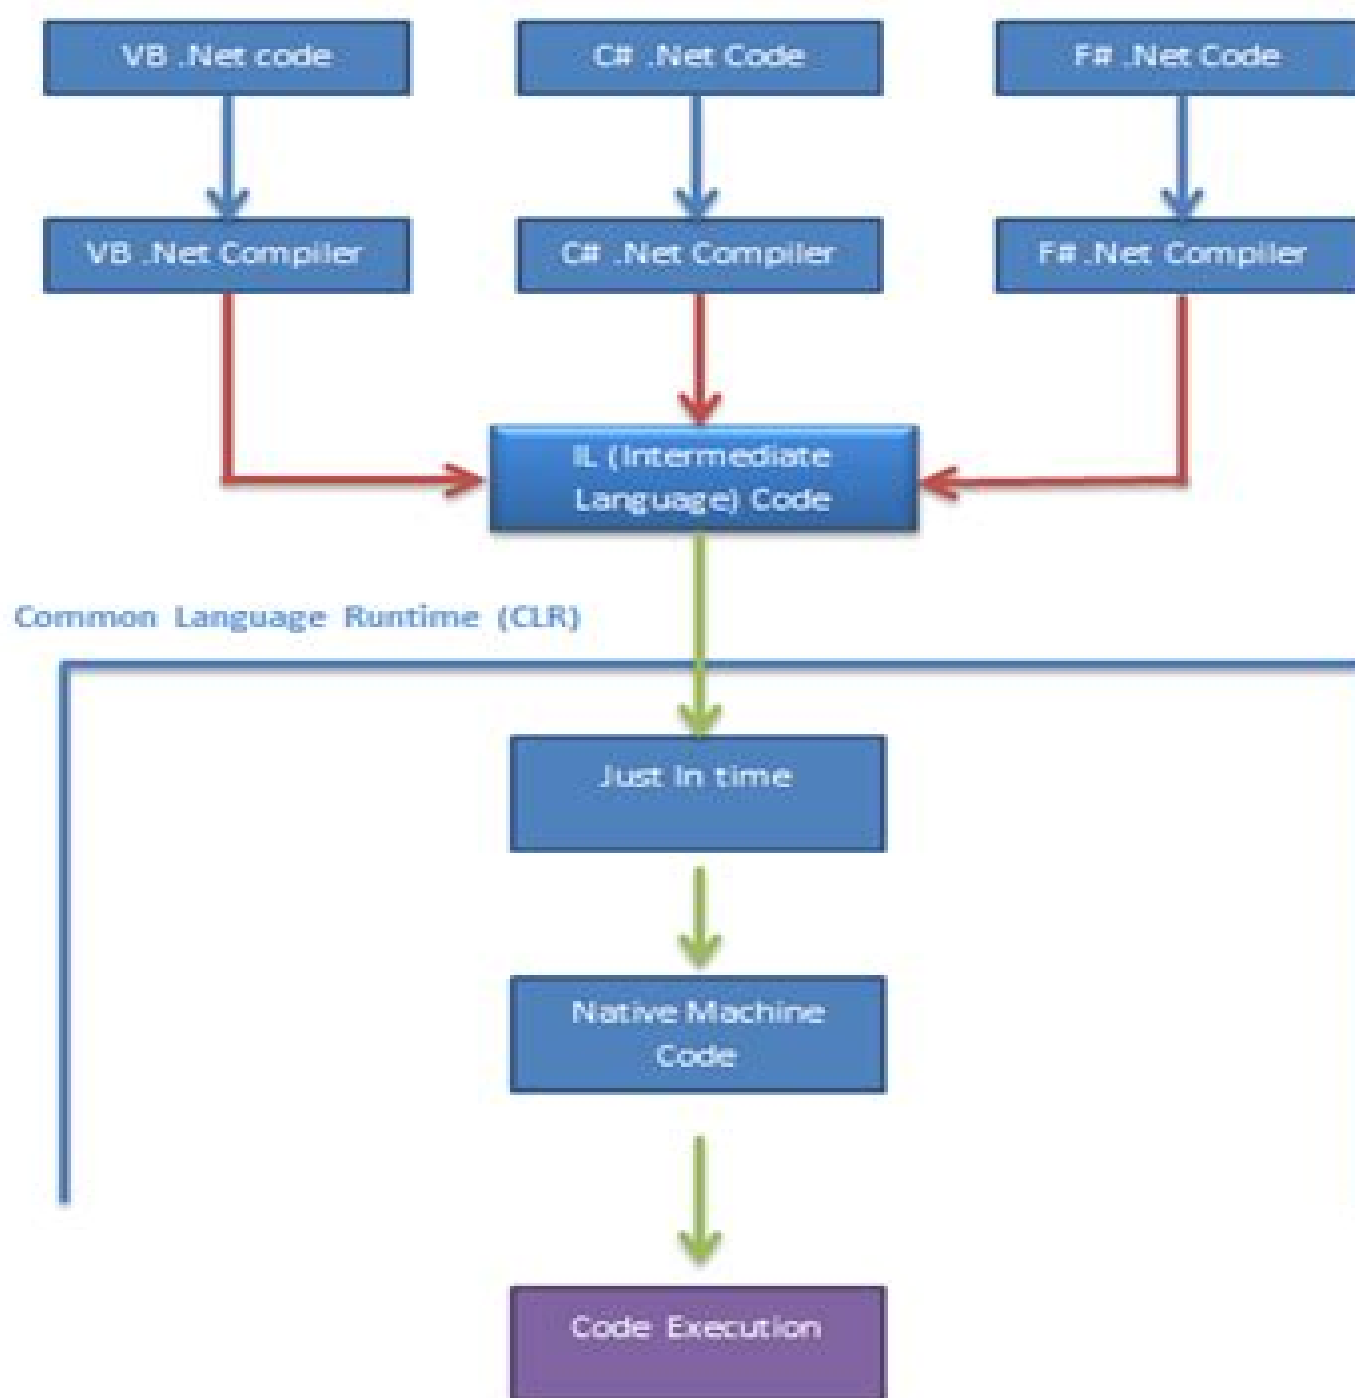 VB .Net code
C# .Net Code
F# .Net Code
VB .Net Compiler
C# .Net Compiler
F# .Net Compiler
IL (Intermediate
Language) Code
Common Language Runtime (CLR)
Just In time
Native Machine
Code
Code Execution